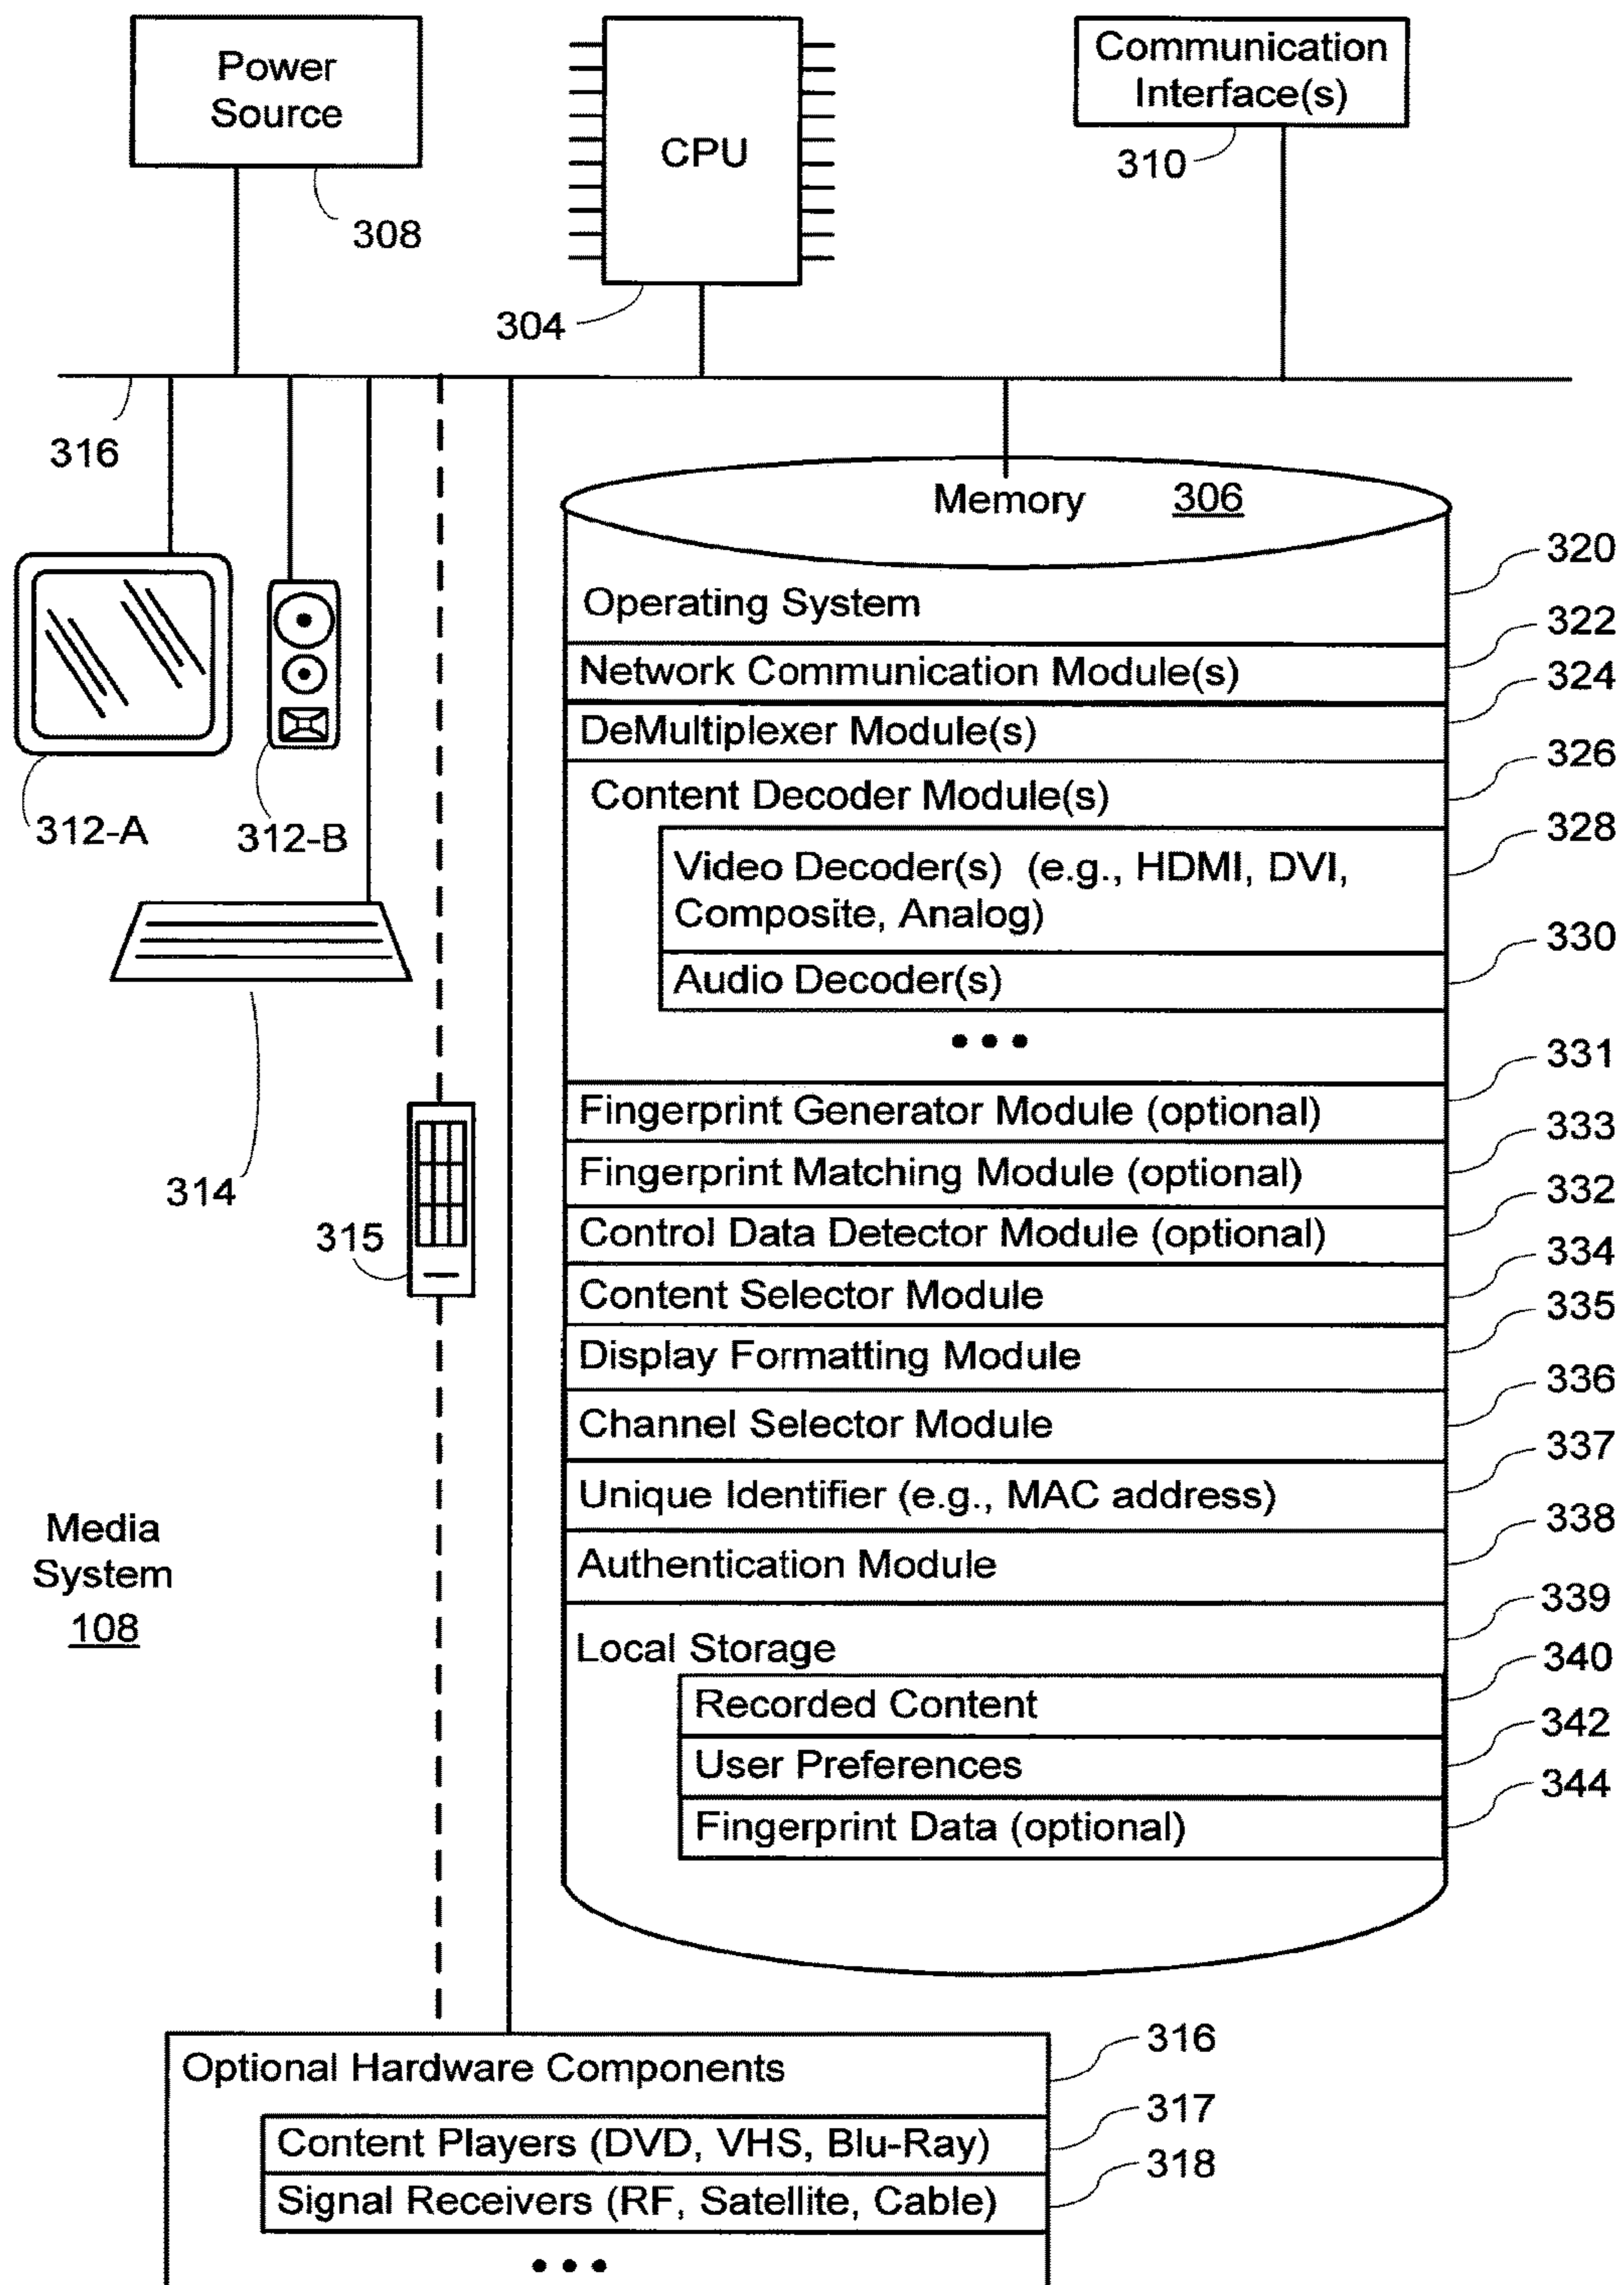 Power
Source
308
CPU
304
Communication
Interface(s)
310
316
312-A
312-B
314
315
Media
System
108
Memory 306
Operating System
320
Network Communication Module(s)
322
DeMultiplexer Module(s)
324
Content Decoder Module(s)
326
Video Decoder(s) (e.g., HDMI, DVI,
Composite, Analog)
328
Audio Decoder(s)
330
• • •
Fingerprint Generator Module (optional)
331
Fingerprint Matching Module (optional)
333
Control Data Detector Module (optional)
332
Content Selector Module
334
Display Formatting Module
335
Channel Selector Module
336
Unique Identifier (e.g., MAC address)
337
Authentication Module
338
Local Storage
339
Recorded Content
340
User Preferences
342
Fingerprint Data (optional)
344
Optional Hardware Components
316
Content Players (DVD, VHS, Blu-Ray)
317
Signal Receivers (RF, Satellite, Cable)
318
• • •